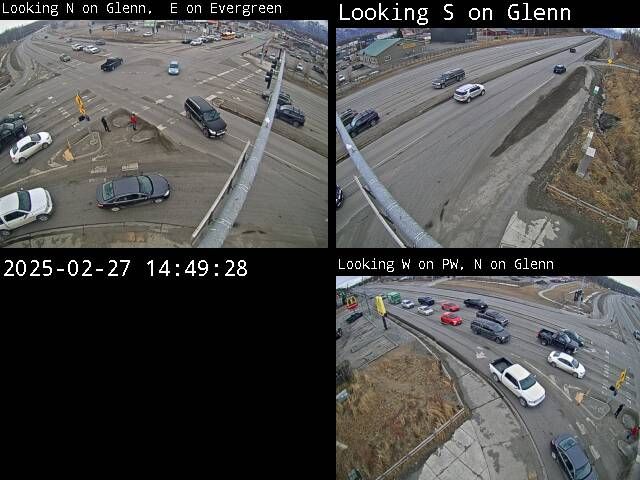 Looking N on Glenn,  E on Evergreen
Looking S on Glenn
2025-02-27 14:49:28
Looking W on PW, N on Glenn